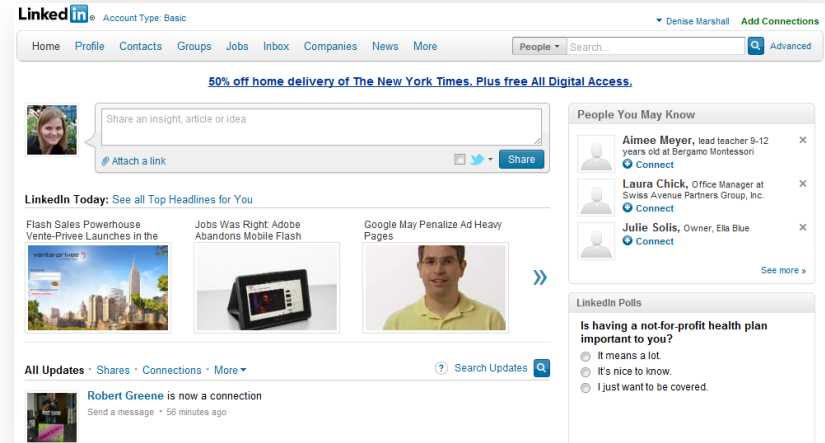 Linked in® Account Type: Basic
Denise Marshall Add Connections
Home Profile Contacts Groups Jobs Inbox Companies News More People Search... Advanced
50% off home delivery of The New York Times. Plus free All Digital Access.
Share an insight, article or idea
Attach a link Share
LinkedIn Today: See all Top Headlines for You
Flash Sales Powerhouse
Vente-Privee Launches in the
Jobs Was Right: Adobe
Abandons Mobile Flash
Google May Penalize Ad Heavy
Pages
vente-privee
»
All Updates · Shares · Connections · More ? Search Updates
Robert Greene is now a connection
Send a message · 56 minutes ago
People You May Know
Aimee Meyer, lead teacher 9-12
years old at Bergamo Montessori
Connect
Laura Chick, Office Manager at
Swiss Avenue Partners Group, Inc.
Connect
Julie Solis, Owner, Ella Blue
Connect
See more »
LinkedIn Polls
Is having a not-for-profit health plan
important to you?
It means a lot.
It's nice to know.
I just want to be covered.